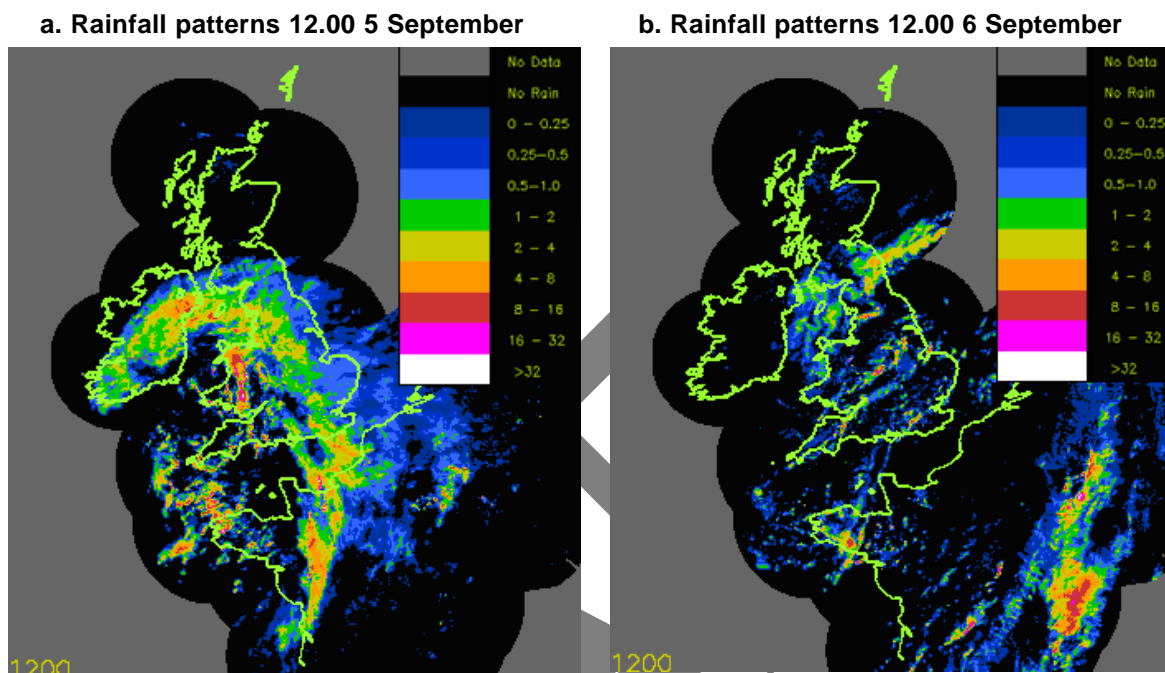 a. Rainfall patterns 12.00 5 September
No Data
No Rain
0 - 0.25
0.25-0.5
0.5-1.0
1 - 2
2 - 4
4 - 8
8 - 16
16 - 32
>32
1200
b. Rainfall patterns 12.00 6 September
No Data
No Rain
0 - 0.25
0.25-0.5
0.5-1.0
1 - 2
2 - 4
4 - 8
8 - 16
16 - 32
>32
1200